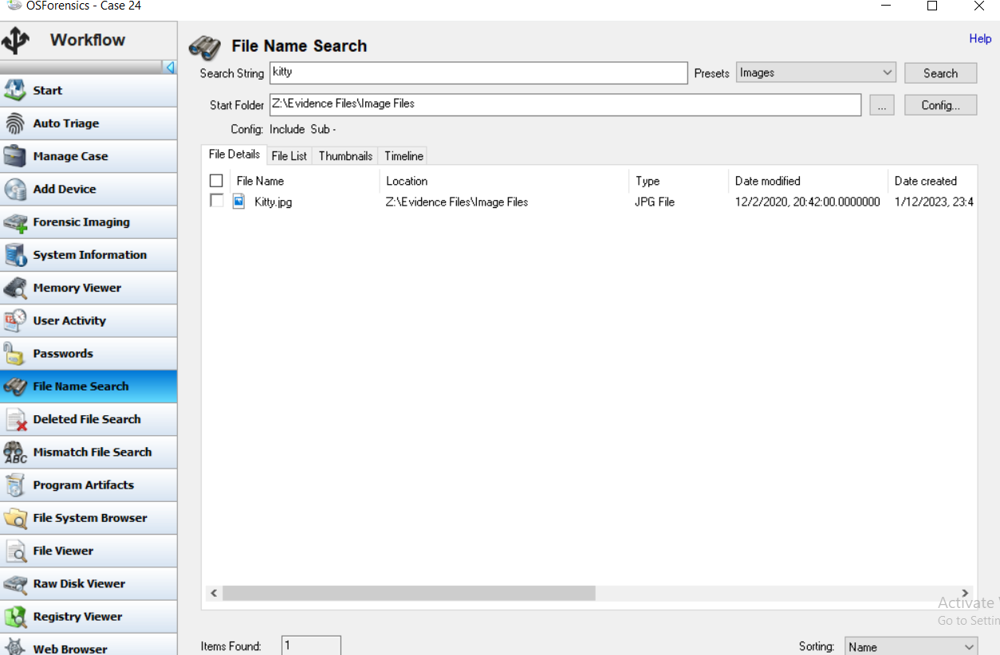 OSForensics - Case 24
Workflow
Start
Auto Triage
Manage Case
Add Device
Forensic Imaging
System Information
Memory Viewer
User Activity
Passwords
File Name Search
Deleted File Search
Mismatch File Search
ABC
Program Artifacts
File System Browser
File Viewer
Raw Disk Viewer
Registry Viewer
Web Browser
File Name Search
Help
Search String kitty Presets Images Search
Start Folder Z:\Evidence Files\Image Files ... Config...
Config: Include Sub -
File Details File List Thumbnails Timeline
File Name Location Type Date modified Date created
Kitty.jpg Z:\Evidence Files\Image Files JPG File 12/2/2020, 20:42:00.0000000 1/12/2023, 23:4
Activate
Go to Settin
Items Found: 1 Sorting: Name